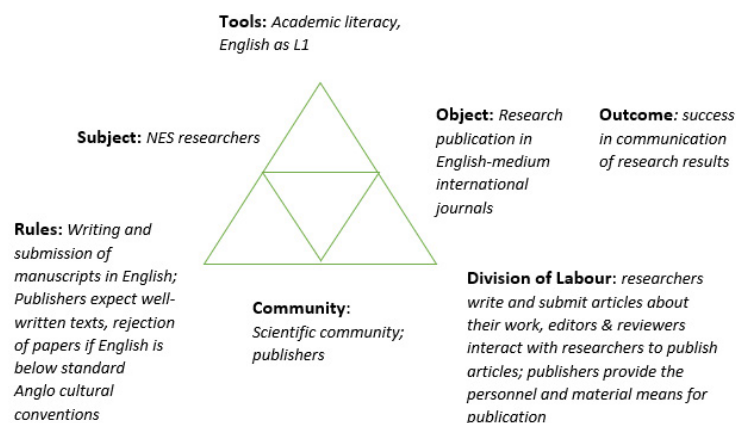 Tools: Academic literacy,
English as L1
Subject: NES researchers
Object: Research
publication in
English-medium
international
journals
Outcome: success
in communication
of research results
Rules: Writing and
submission of
manuscripts in English;
Publishers expect well-
written texts, rejection
of papers if English is
below standard
Anglo cultural
conventions
Community:
Scientific community;
publishers
Division of Labour: researchers
write and submit articles about
their work, editors & reviewers
interact with researchers to publish
articles; publishers provide the
personnel and material means for
publication